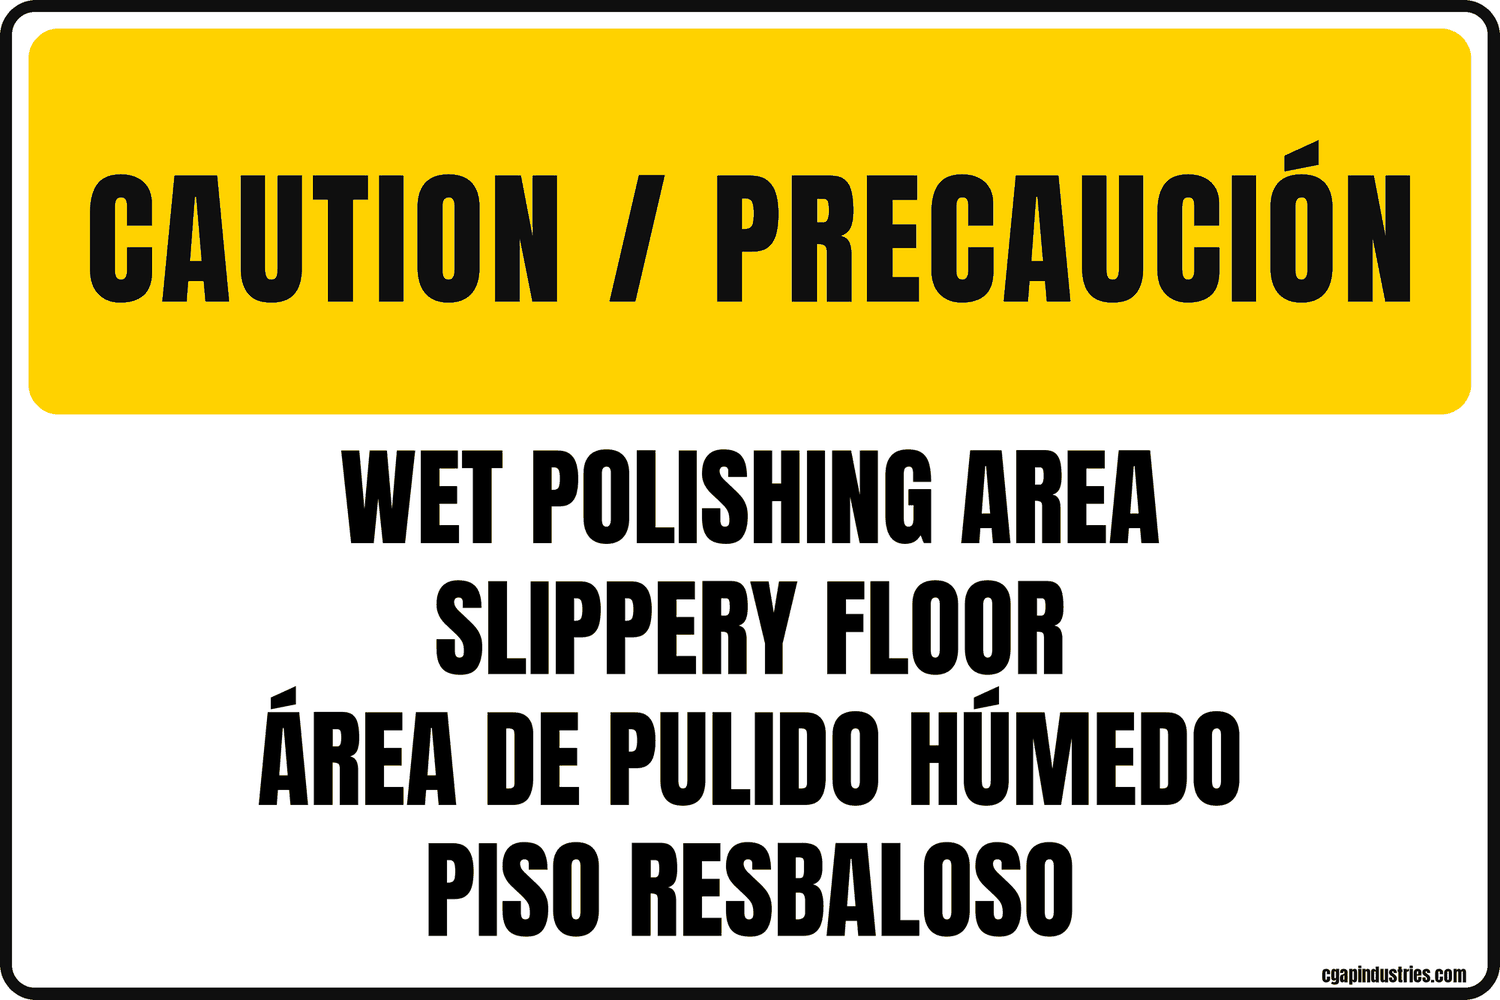 CAUTION / PRECAUCIÓN
WET POLISHING AREA
SLIPPERY FLOOR
ÁREA DE PULIDO HÚMEDO
PISO RESBALOSO
cgapindustries.com